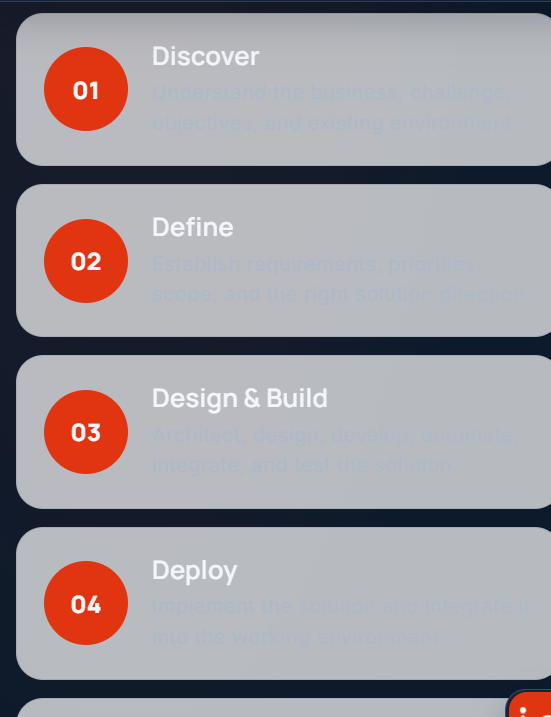 Discover
01
Understand the business, challenge,
objectives, and existing environment.
Define
02
Establish requirements, priorities,
scope, and the right solution direction.
Design & Build
03
Architect, design, develop, automate,
integrate, and test the solution.
Deploy
04
Implement the solution and integrate it
into the working environment.